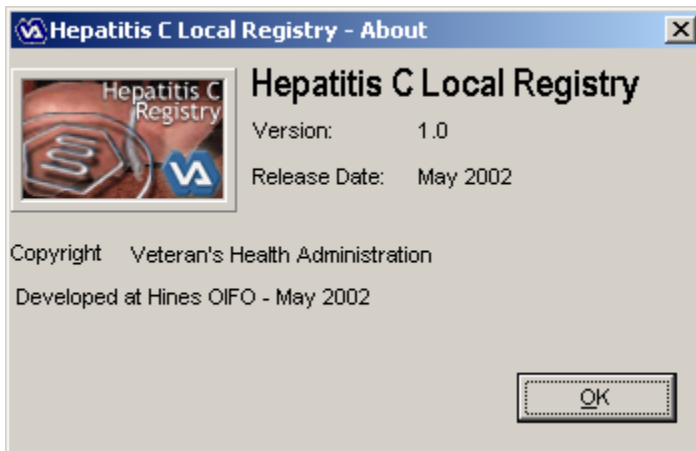 Hepatitis C Local Registry - About
Hepatitis C
Registry
VA
Hepatitis C Local Registry
Version: 1.0
Release Date: May 2002
Copyright Veteran's Health Administration
Developed at Hines OIFO - May 2002
OK